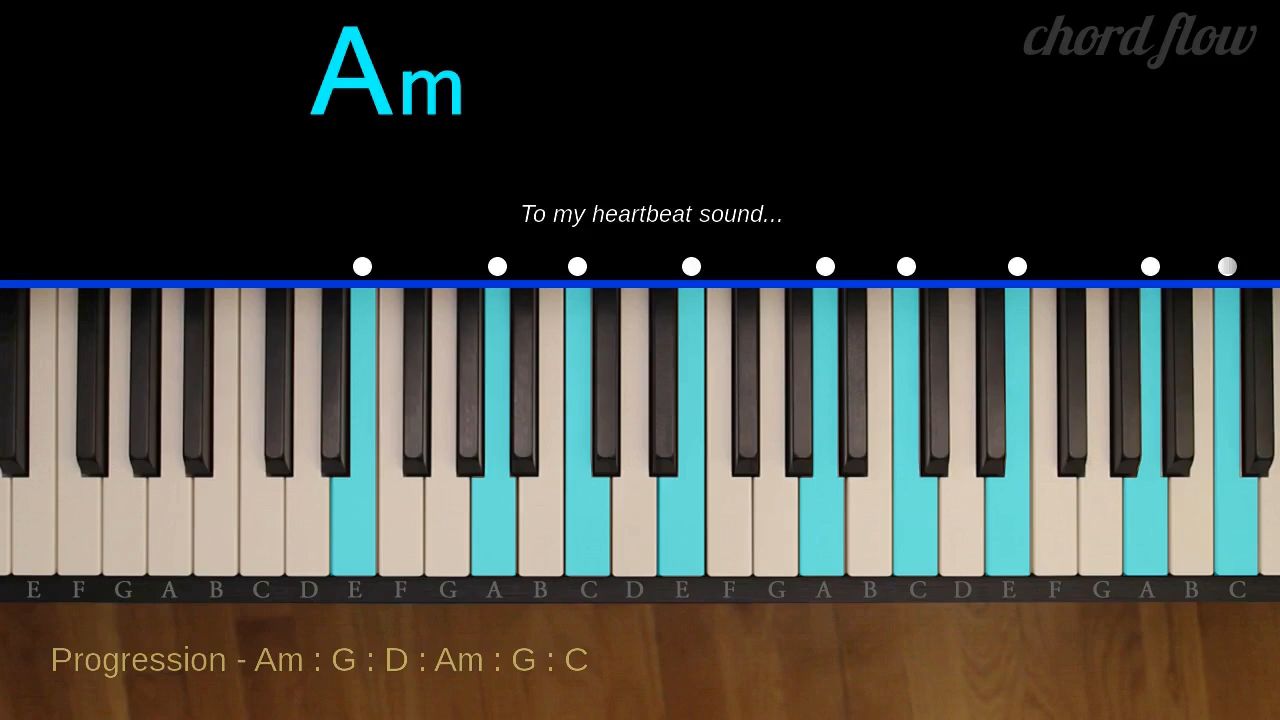 Am
chord flow
To my heartbeat sound...
E F G A B C D E F G A B C D E F G A B C D E F G A B C
Progression - Am : G : D : Am : G : C